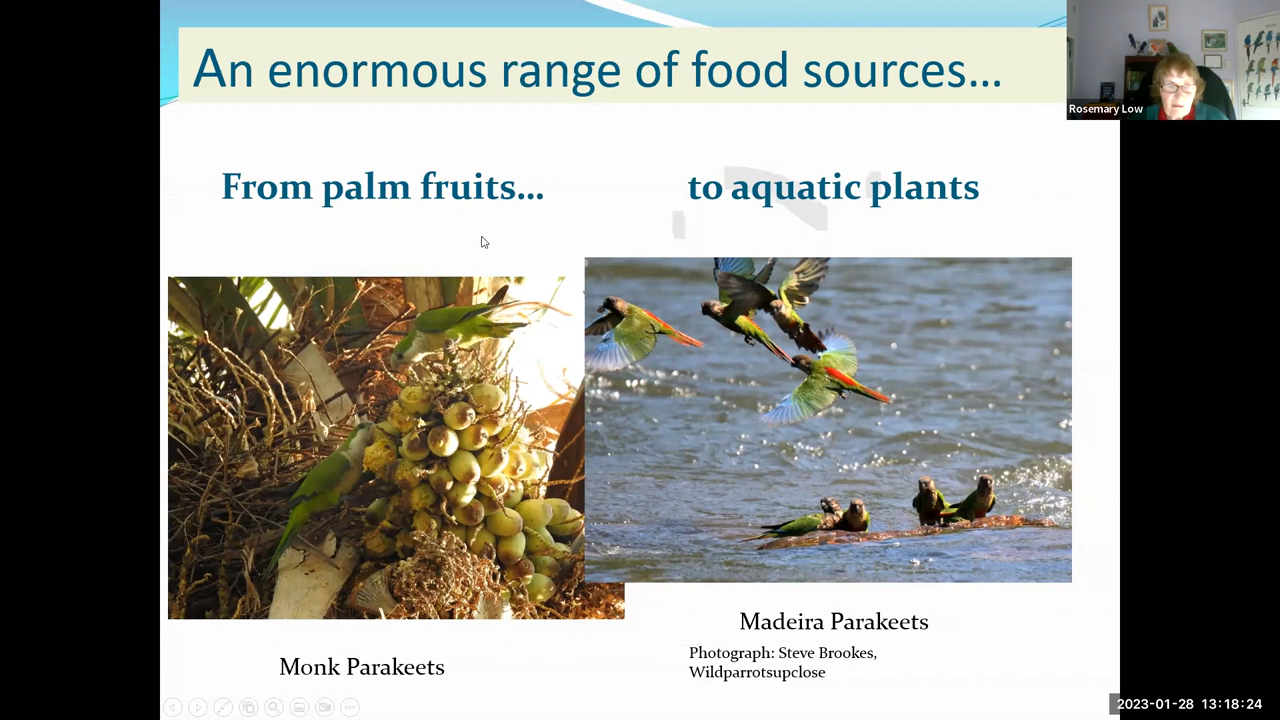 An enormous range of food sources...
Rosemary Low
From palm fruits...
to aquatic plants
Madeira Parakeets
Photograph: Steve Brookes,
Wildparrotsupclose
Monk Parakeets
2023-01-28 13:18:24